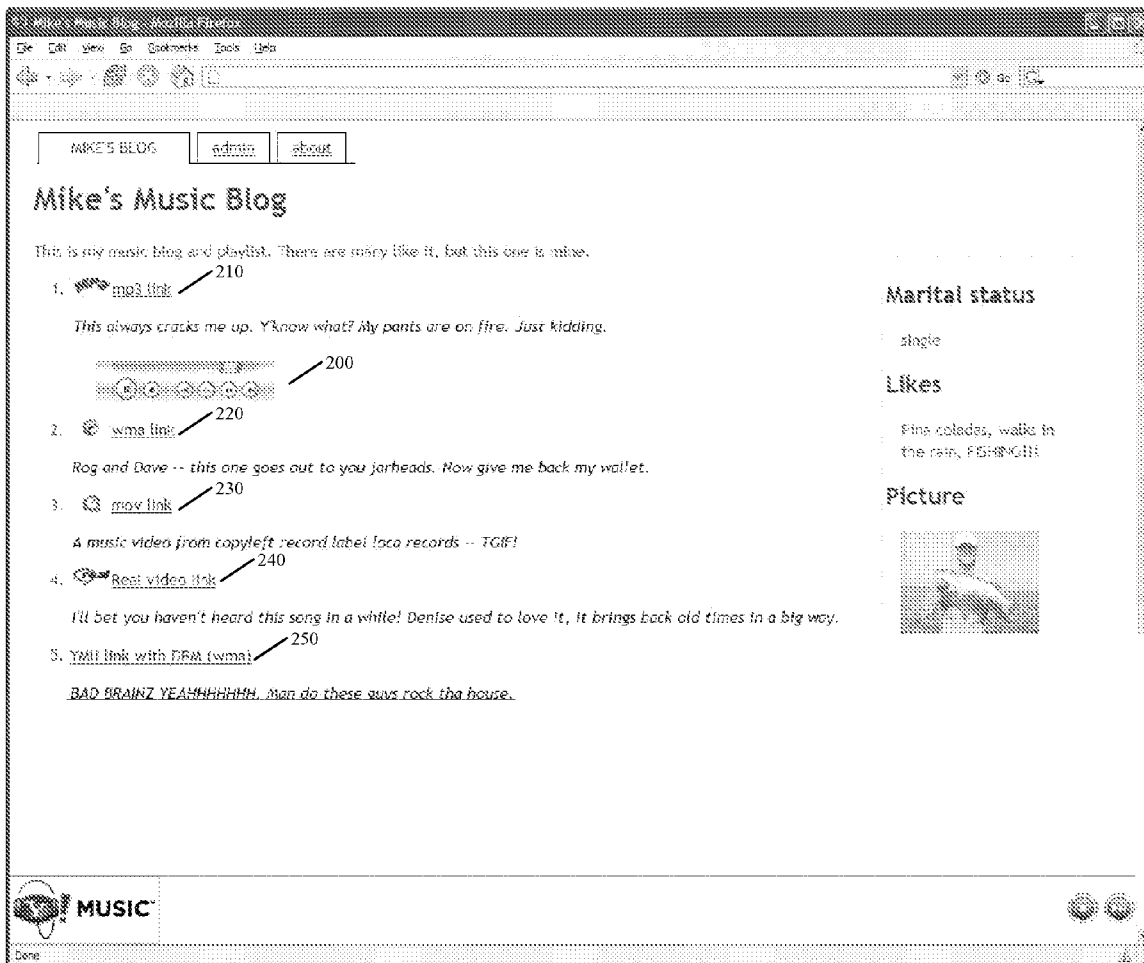 Mike's Music Blog - Mozilla Firefox
File Edit View Go Bookmarks Tools Help
Go
MIKE'S BLOG admin about
Mike's Music Blog
This is my music blog and playlist. There are many like it, but this one is mine.
1. mp3 link 210
This always cracks me up. Y'know what? My pants are on fire. Just kidding.
200
2. wma link 220
Rog and Dave -- this one goes out to you jarheads. Now give me back my wallet.
3. mov link 230
A music video from copyleft record label loca records -- TGIF!
4. Real video link 240
I'll bet you haven't heard this song in a while! Denise used to love it, it brings back old times in a big way.
5. YMU link with DRM (wma) 250
BAD BRAINZ YEAHHHHHHH. Man do these guys rock tha house.
Marital status
single
Likes
Pina coladas, walks in
the rain, FISHING!!!
Picture
Y! MUSIC
Done